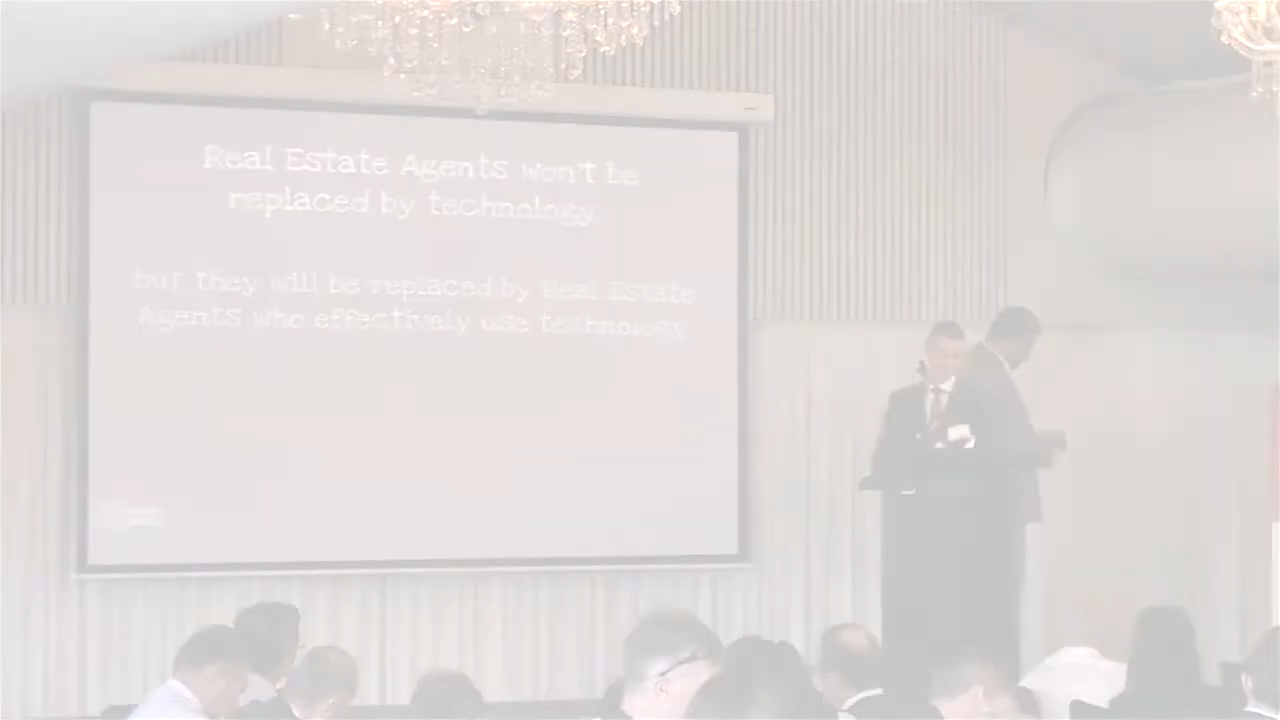 Real Estate Agents won't be
replaced by technology
but they will be replaced by Real Estate
Agents who effectively use technology